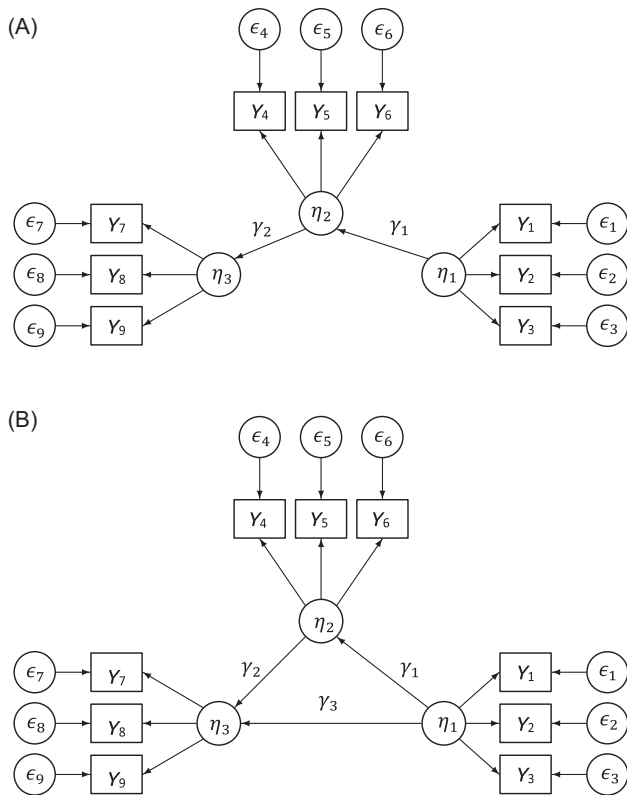 (A)
ϵ4 ϵ5 ϵ6
Y4 Y5 Y6
η2
γ2 γ1
ϵ7 Y7 Y1 ϵ1
ϵ8 Y8 η3 η1 Y2 ϵ2
ϵ9 Y9 Y3 ϵ3
(B)
ϵ4 ϵ5 ϵ6
Y4 Y5 Y6
η2
γ2 γ1
ϵ7 Y7 Y1 ϵ1
γ3
ϵ8 Y8 η3 η1 Y2 ϵ2
ϵ9 Y9 Y3 ϵ3